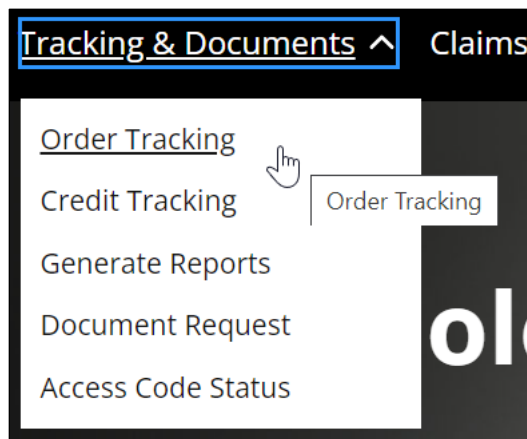 Tracking & Documents
Claims
Order Tracking
Credit Tracking
Order Tracking
Generate Reports
Document Request
Access Code Status